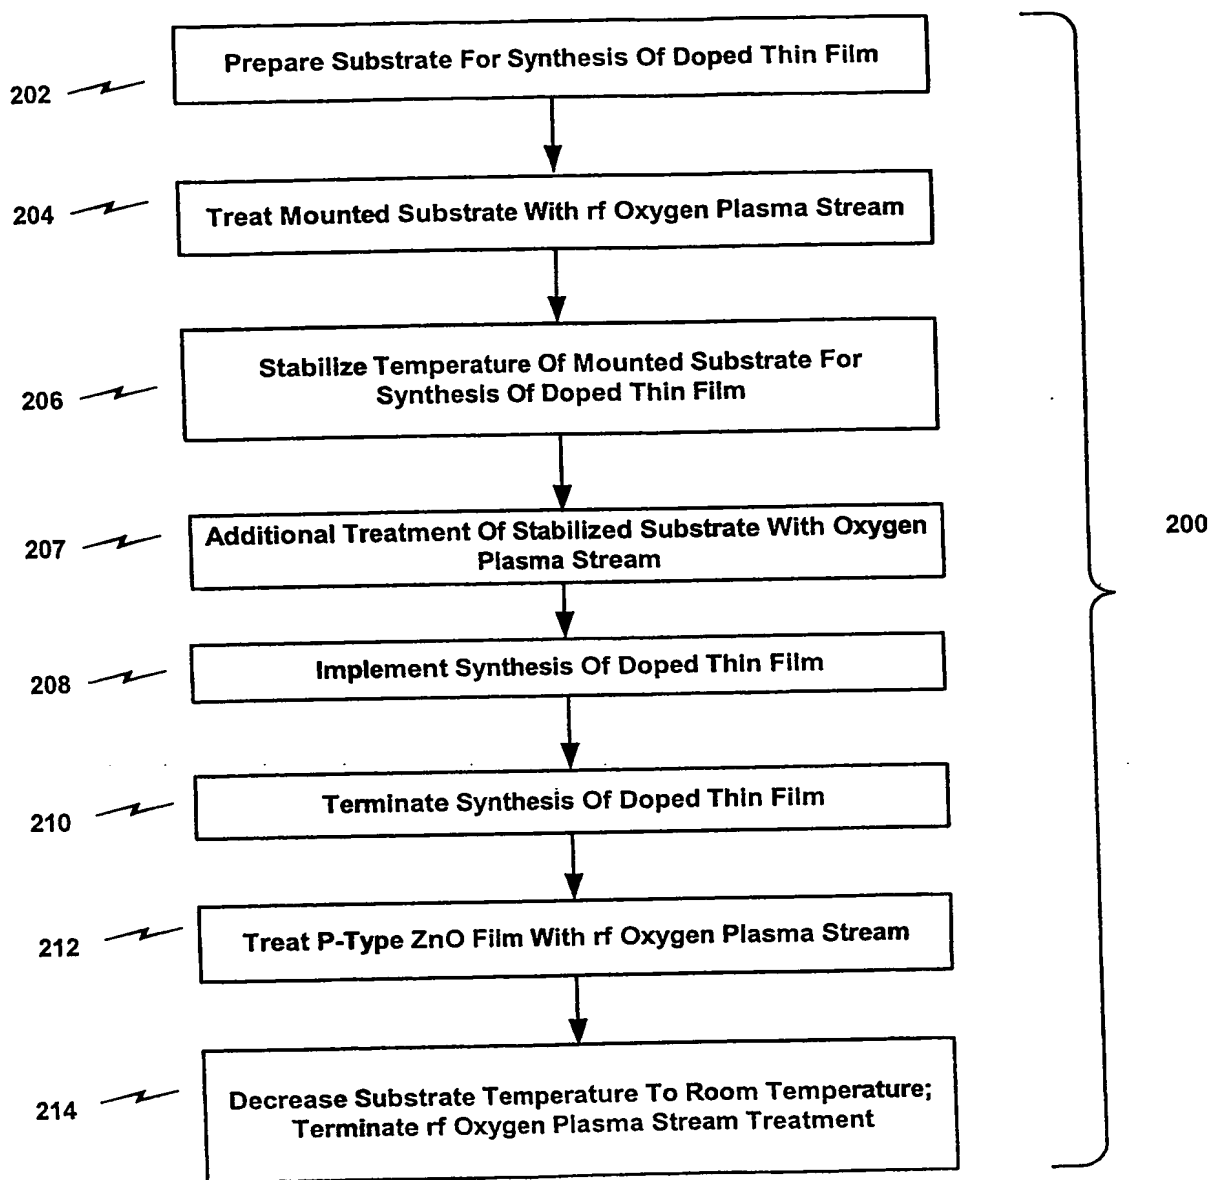 Prepare Substrate For Synthesis Of Doped Thin Film
202
204
Treat Mounted Substrate With rf Oxygen Plasma Stream
Stabilize Temperature Of Mounted Substrate For
Synthesis Of Doped Thin Film
206
200
Additional Treatment Of Stabilized Substrate With Oxygen
Plasma Stream
207
Implement Synthesis Of Doped Thin Film
208
Terminate Synthesis Of Doped Thin Film
210
Treat P-Type ZnO Film With rf Oxygen Plasma Stream
212
Decrease Substrate Temperature To Room Temperature;
Terminate rf Oxygen Plasma Stream Treatment
214